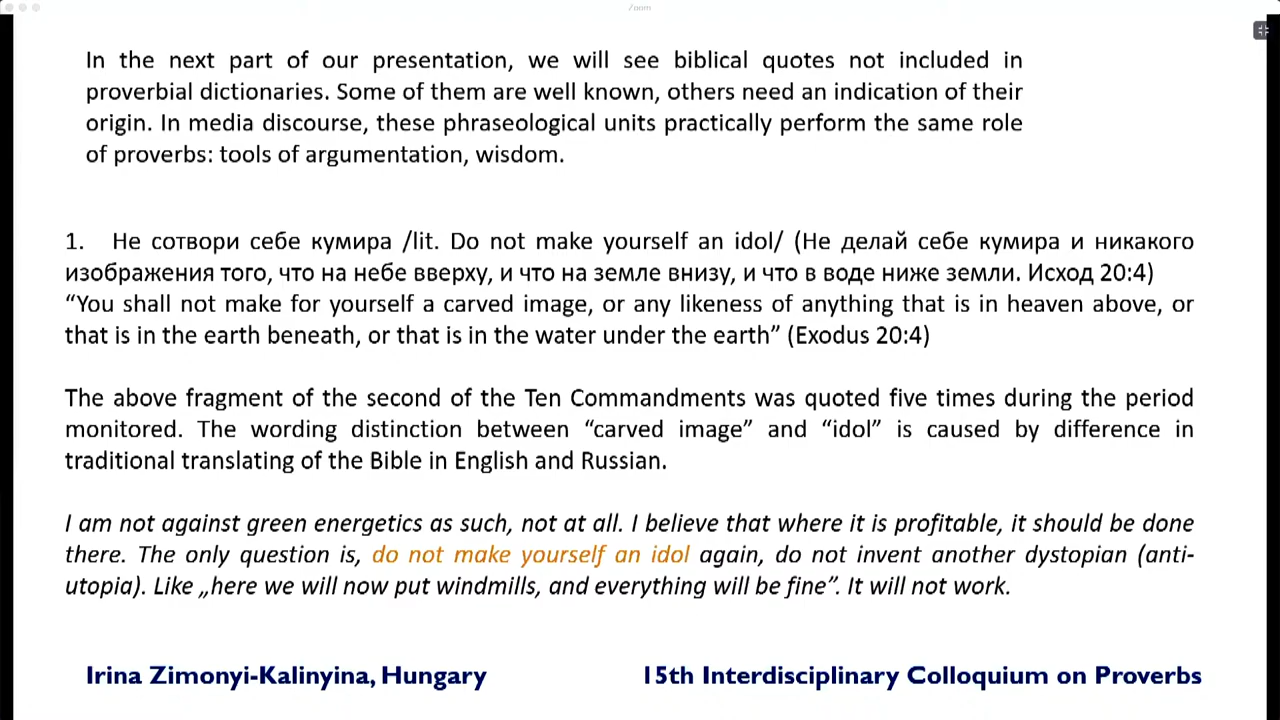 Zoom
In the next part of our presentation, we will see biblical quotes not included in
proverbial dictionaries. Some of them are well known, others need an indication of their
origin. In media discourse, these phraseological units practically perform the same role
of proverbs: tools of argumentation, wisdom.
1. Не сотвори себе кумира /lit. Do not make yourself an idol/ (Не делай себе кумира и никакого
изображения того, что на небе вверху, и что на земле внизу, и что в воде ниже земли. Исход 20:4)
“You shall not make for yourself a carved image, or any likeness of anything that is in heaven above, or
that is in the earth beneath, or that is in the water under the earth” (Exodus 20:4)
The above fragment of the second of the Ten Commandments was quoted five times during the period
monitored. The wording distinction between “carved image” and “idol” is caused by difference in
traditional translating of the Bible in English and Russian.
I am not against green energetics as such, not at all. I believe that where it is profitable, it should be done
there. The only question is, do not make yourself an idol again, do not invent another dystopian (anti-
utopia). Like „here we will now put windmills, and everything will be fine”. It will not work.
Irina Zimonyi-Kalinyina, Hungary
15th Interdisciplinary Colloquium on Proverbs